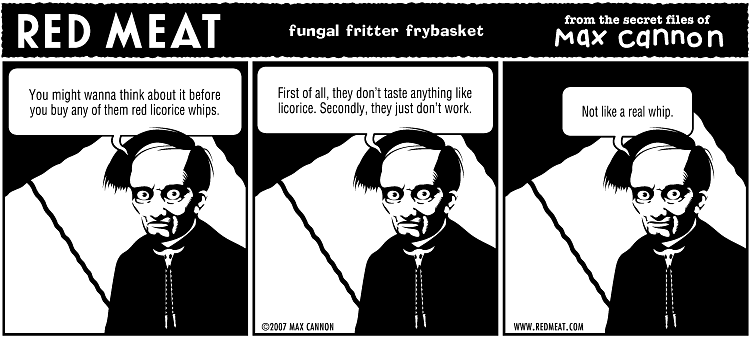 RED MEAT
fungal fritter frybasket
from the secret files of
Max cannon
You might wanna think about it before
you buy any of them red licorice whips.
First of all, they don't taste anything like
licorice. Secondly, they just don't work.
Not like a real whip.
©2007 MAX CANNON
WWW.REDMEAT.COM